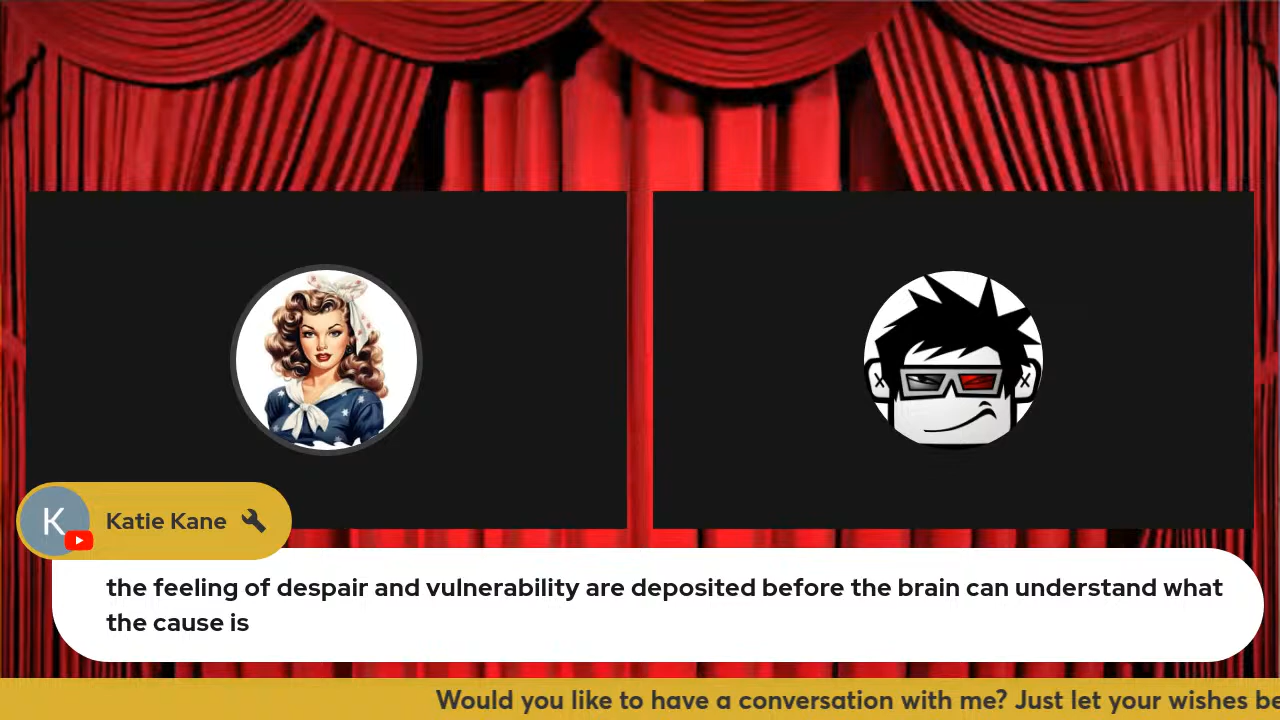 K
Katie Kane
the feeling of despair and vulnerability are deposited before the brain can understand what
the cause is
Would you like to have a conversation with me? Just let your wishes be